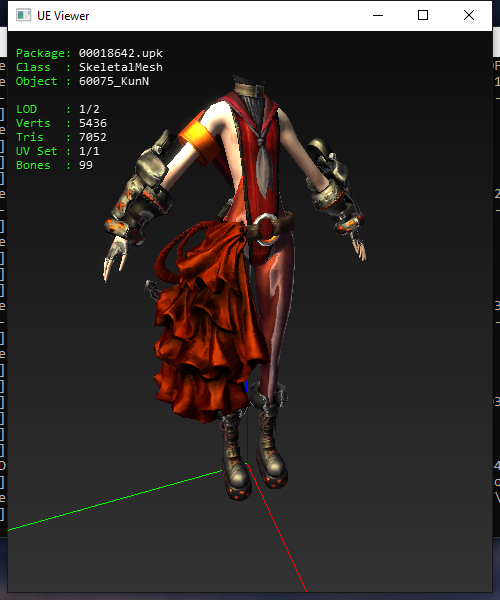 UE Viewer
Package: 00018642.upk
Class : SkeletalMesh
Object : 60075_KunN
LOD : 1/2
Verts : 5436
Tris : 7052
UV Set : 1/1
Bones : 99